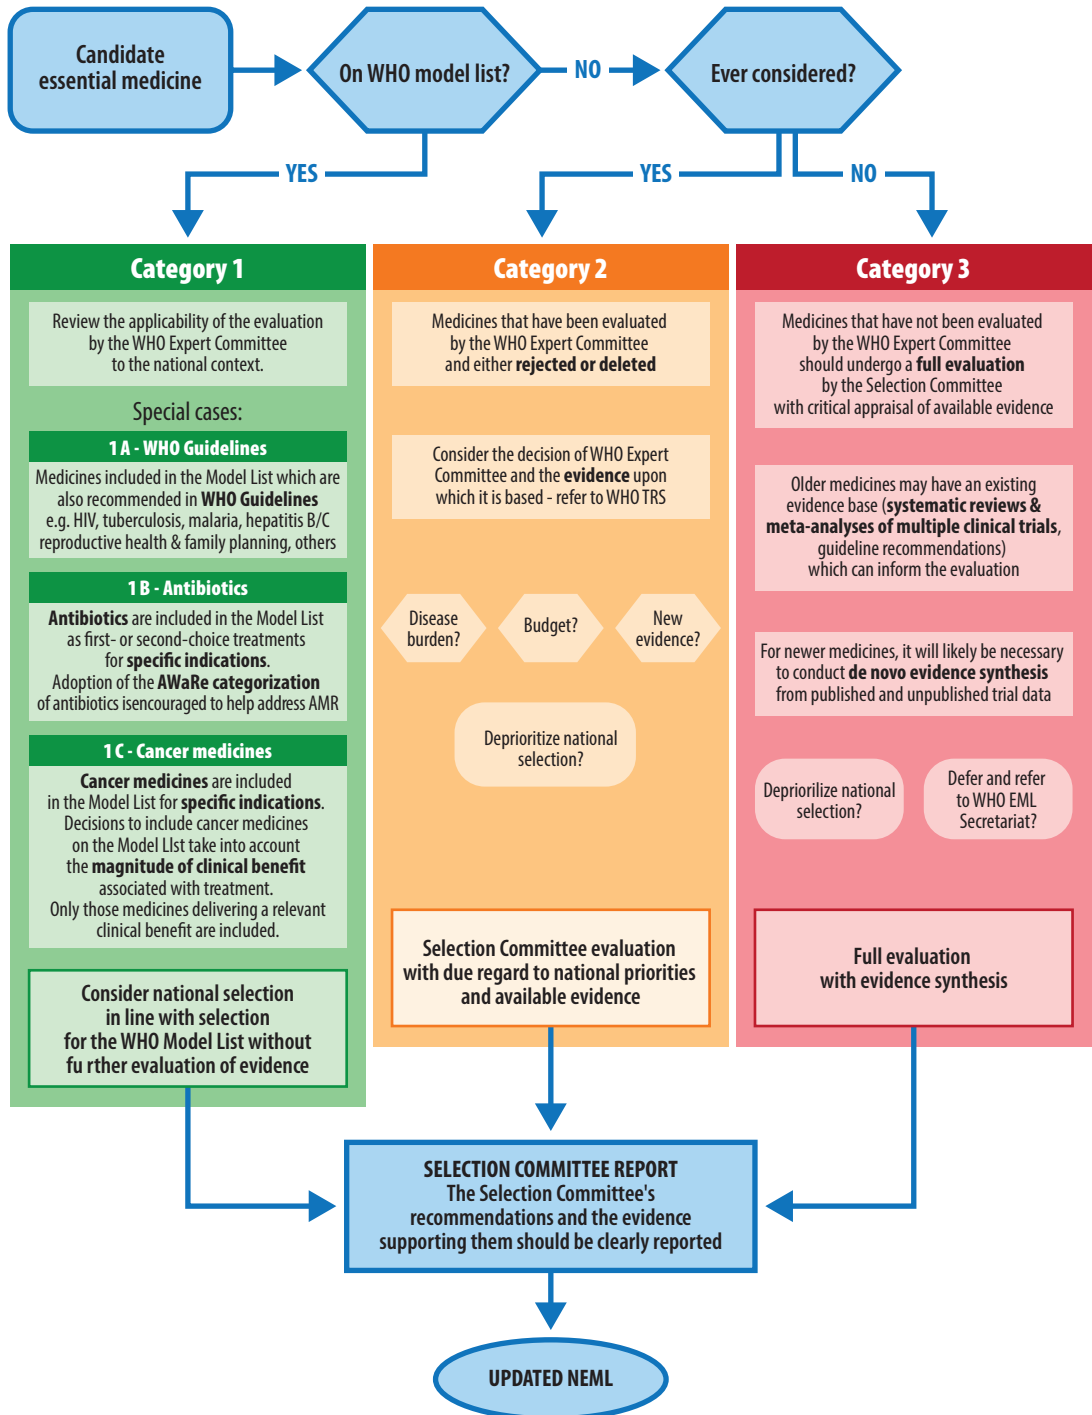 Candidate
essential medicine
On WHO model list?
NO
Ever considered?
YES
YES
NO
Category 1
Review the applicability of the evaluation
by the WHO Expert Committee
to the national context.
Special cases:
1 A - WHO Guidelines
Medicines included in the Model List which are
also recommended in WHO Guidelines
e.g. HIV, tuberculosis, malaria, hepatitis B/C
reproductive health & family planning, others
1 B - Antibiotics
Antibiotics are included in the Model List
as first- or second-choice treatments
for specific indications.
Adoption of the AWaRe categorization
of antibiotics isencouraged to help address AMR
1 C - Cancer medicines
Cancer medicines are included
in the Model List for specific indications.
Decisions to include cancer medicines
on the Model LIst take into account
the magnitude of clinical benefit
associated with treatment.
Only those medicines delivering a relevant
clinical benefit are included.
Consider national selection
in line with selection
for the WHO Model List without
fu rther evaluation of evidence
Category 2
Medicines that have been evaluated
by the WHO Expert Committee
and either rejected or deleted
Consider the decision of WHO Expert
Committee and the evidence upon
which it is based - refer to WHO TRS
Disease
burden?
Budget?
New
evidence?
Deprioritize national
selection?
Selection Committee evaluation
with due regard to national priorities
and available evidence
Category 3
Medicines that have not been evaluated
by the WHO Expert Committee
should undergo a full evaluation
by the Selection Committee
with critical appraisal of available evidence
Older medicines may have an existing
evidence base (systematic reviews &
meta-analyses of multiple clinical trials,
guideline recommendations)
which can inform the evaluation
For newer medicines, it will likely be necessary
to conduct de novo evidence synthesis
from published and unpublished trial data
Depriorilize national
selection?
Defer and refer
to WHO EML
Secretariat?
Full evaluation
with evidence synthesis
SELECTION COMMITTEE REPORT
The Selection Committee's
recommendations and the evidence
supporting them should be clearly reported
UPDATED NEML